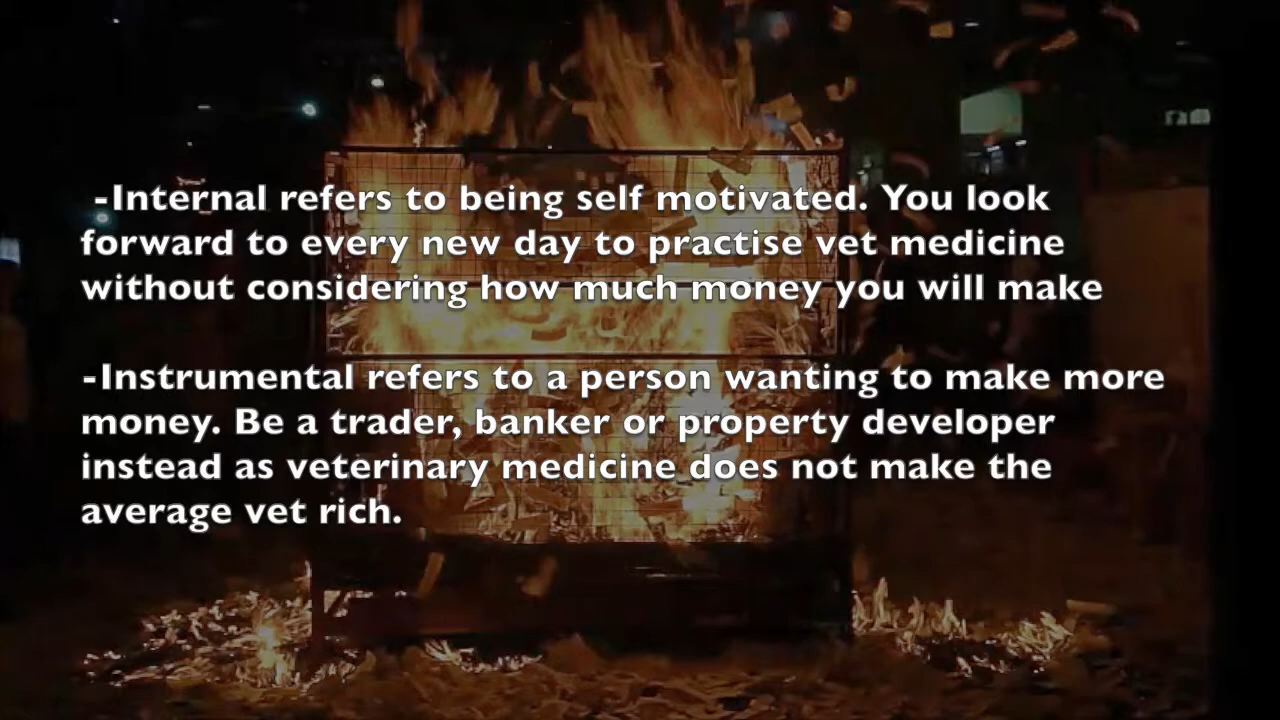 -Internal refers to being self motivated. You look
forward to every new day to practise vet medicine
without considering how much money you will make
-Instrumental refers to a person wanting to make more
money. Be a trader, banker or property developer
instead as veterinary medicine does not make the
average vet rich.